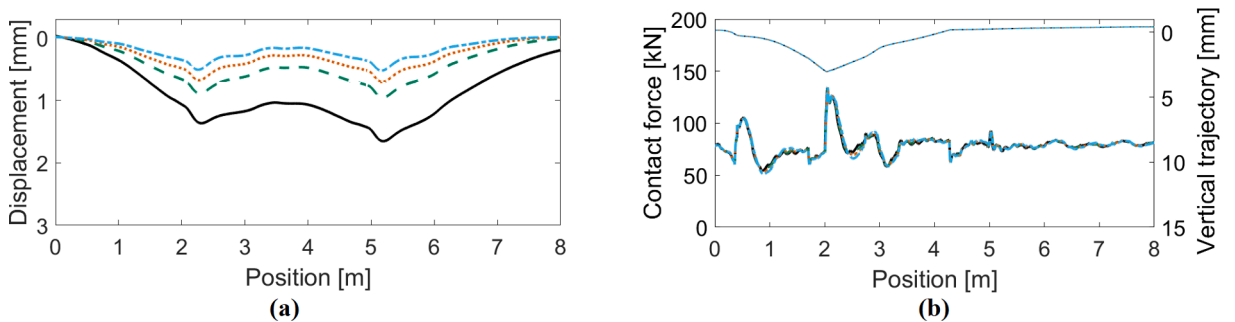 Displacement [mm]
0
1
2
3
0 1 2 3 4 5 6 7 8
Position [m]
(a)
Contact force [kN]
200
150
100
50
0
0 1 2 3 4 5 6 7 8
Position [m]
0
5
10
15
Vertical trajectory [mm]
(b)